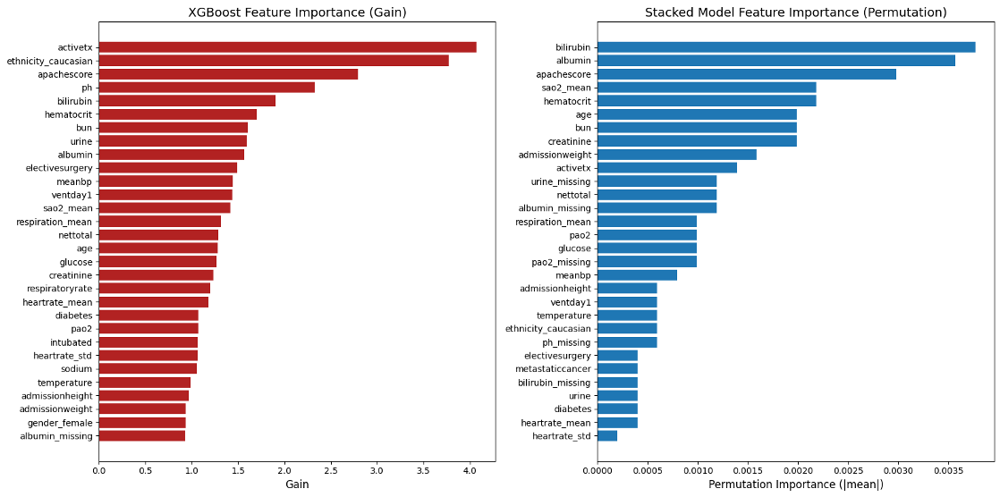 XGBoost Feature Importance (Gain)
activetx
ethnicity_caucasian
apachescore
ph
bilirubin
hematocrit
bun
urine
albumin
electivesurgery
meanbp
ventday1
sao2_mean
respiration_mean
nettotal
age
glucose
creatinine
respiratoryrate
heartrate_mean
diabetes
pao2
intubated
heartrate_std
sodium
temperature
admissionheight
admissionweight
gender_female
albumin_missing
0.0 0.5 1.0 1.5 2.0 2.5 3.0 3.5 4.0
Gain
Stacked Model Feature Importance (Permutation)
bilirubin
albumin
apachescore
sao2_mean
hematocrit
age
bun
creatinine
admissionweight
activetx
urine_missing
nettotal
albumin_missing
respiration_mean
pao2
glucose
pao2_missing
meanbp
admissionheight
ventday1
temperature
ethnicity_caucasian
ph_missing
electivesurgery
metastaticcancer
bilirubin_missing
urine
diabetes
heartrate_mean
heartrate_std
0.0000 0.0005 0.0010 0.0015 0.0020 0.0025 0.0030 0.0035
Permutation Importance (|mean|)